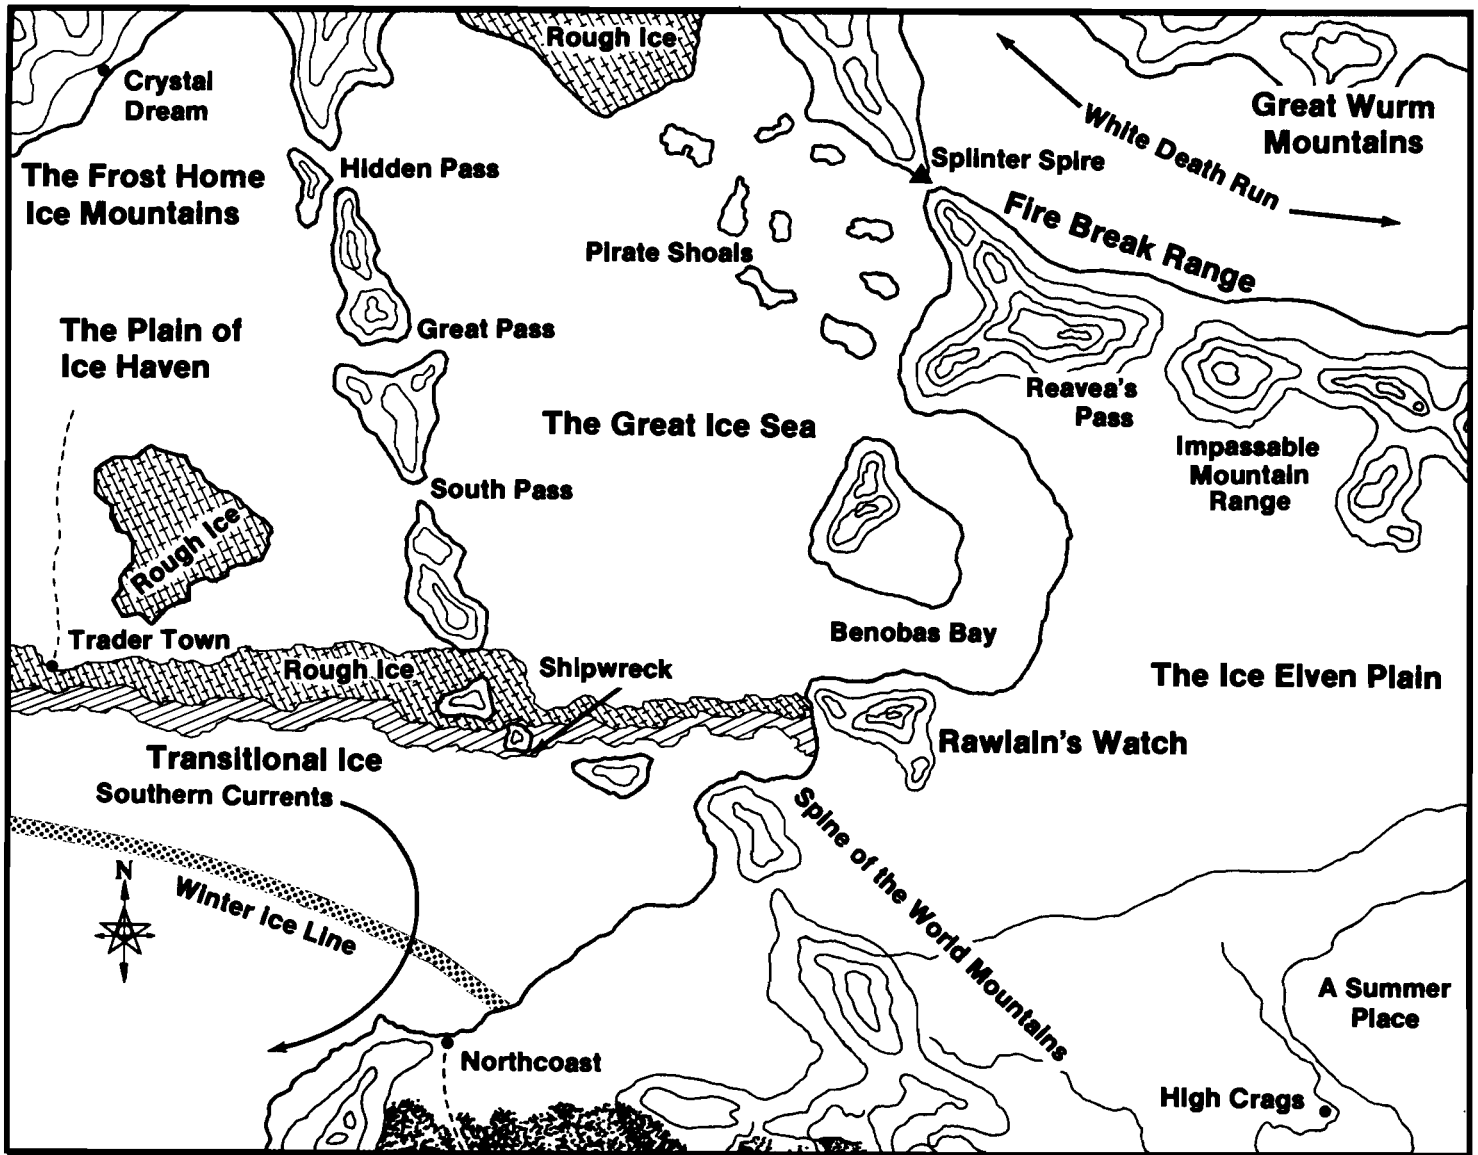 Rough Ice
Crystal
Dream
Great Wurm
Mountains
White Death Run
The Frost Home
Ice Mountains
Hidden Pass
Splinter Spire
Fire Break Range
Pirate Shoals
The Plain of
Ice Haven
Great Pass
Reavea's
Pass
The Great Ice Sea
Impassable
Mountain
Range
South Pass
Rough Ice
Trader Town
Benobas Bay
Rough Ice
Shipwreck
The Ice Elven Plain
Transitional Ice
Rawlain's Watch
Southern Currents
Spine of the World Mountains
N
Winter Ice Line
A Summer
Place
Northcoast
High Crags